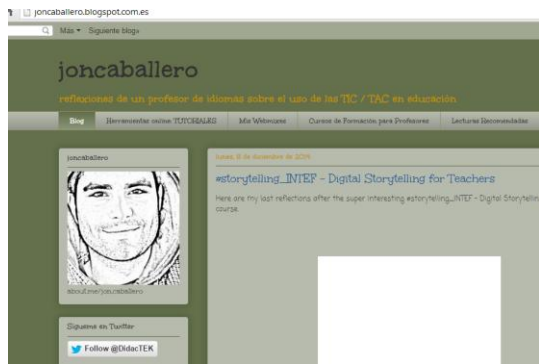 joncaballero.blogspot.com.es
Más Siguiente blog»
joncaballero
reflexiones de un profesor de idiomas sobre el uso de las TIC / TAC en educación
Blog Herramientas online TUTORIALES Mis Webmixes Cursos de Formación para Profesores Lecturas Recomendadas
joncaballero
about.me/joncaballero
Sígueme en Twitter
Follow @DidacTEK
lunes, de diciembre de 2014
#storytelling_INTEF - Digital Storytelling for Teachers
Here are my last reflections after the super interesting #storytelling_INTEF - Digital
course.